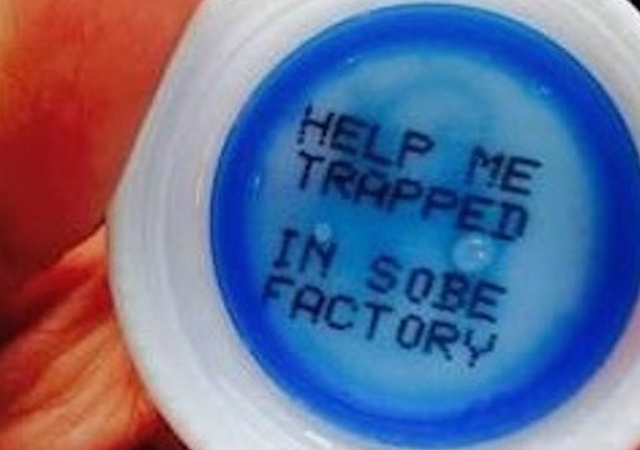 HELP ME
TRAPPED
IN SOBE
FACTORY